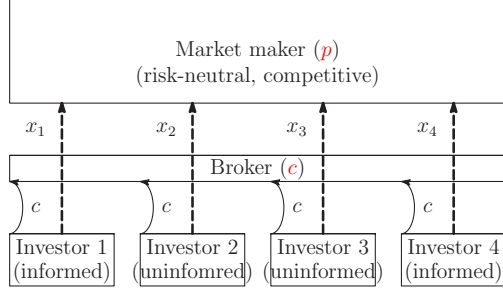 Market maker (p)
(risk-neutral, competitive)
x₁ x₂ x₃ x₄
Broker (c)
c c c c
Investor 1 Investor 2 Investor 3 Investor 4
(informed) (uninfomred) (uninformed) (informed)